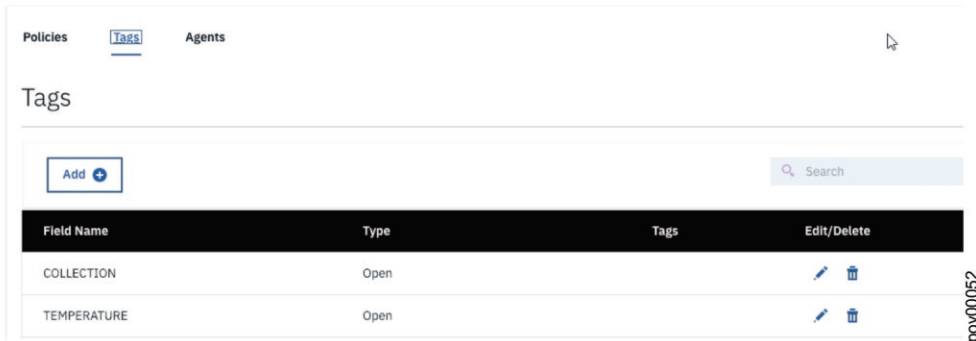 Policies Tags Agents
Tags
Add Search
Field Name Type Tags Edit/Delete
COLLECTION Open
TEMPERATURE Open